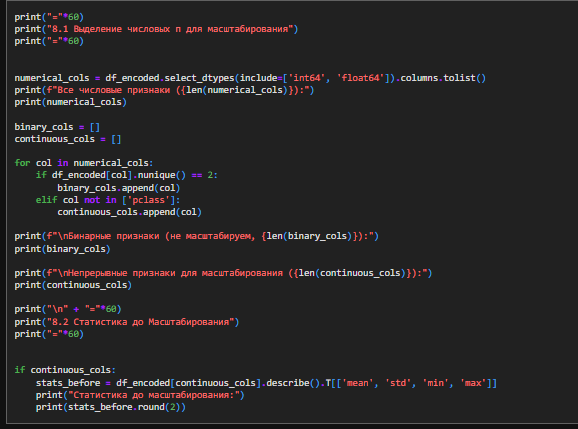 print("="*60)
print("8.1 Выделение числовых п для масштабирования")
print("="*60)
numerical_cols = df_encoded.select_dtypes(include=['int64', 'float64']).columns.tolist()
print(f"Все числовые признаки ({len(numerical_cols)}):")
print(numerical_cols)
binary_cols = []
continuous_cols = []
for col in numerical_cols:
    if df_encoded[col].nunique() == 2:
        binary_cols.append(col)
    elif col not in ['pclass']:
        continuous_cols.append(col)
print(f"\nБинарные признаки (не масштабируем, {len(binary_cols)}):")
print(binary_cols)
print(f"\nНепрерывные признаки для масштабирования ({len(continuous_cols)}):")
print(continuous_cols)
print("\n" + "="*60)
print("8.2 Статистика до Масштабирования")
print("="*60)
if continuous_cols:
    stats_before = df_encoded[continuous_cols].describe().T[['mean', 'std', 'min', 'max']]
    print("Статистика до масштабирования:")
    print(stats_before.round(2))